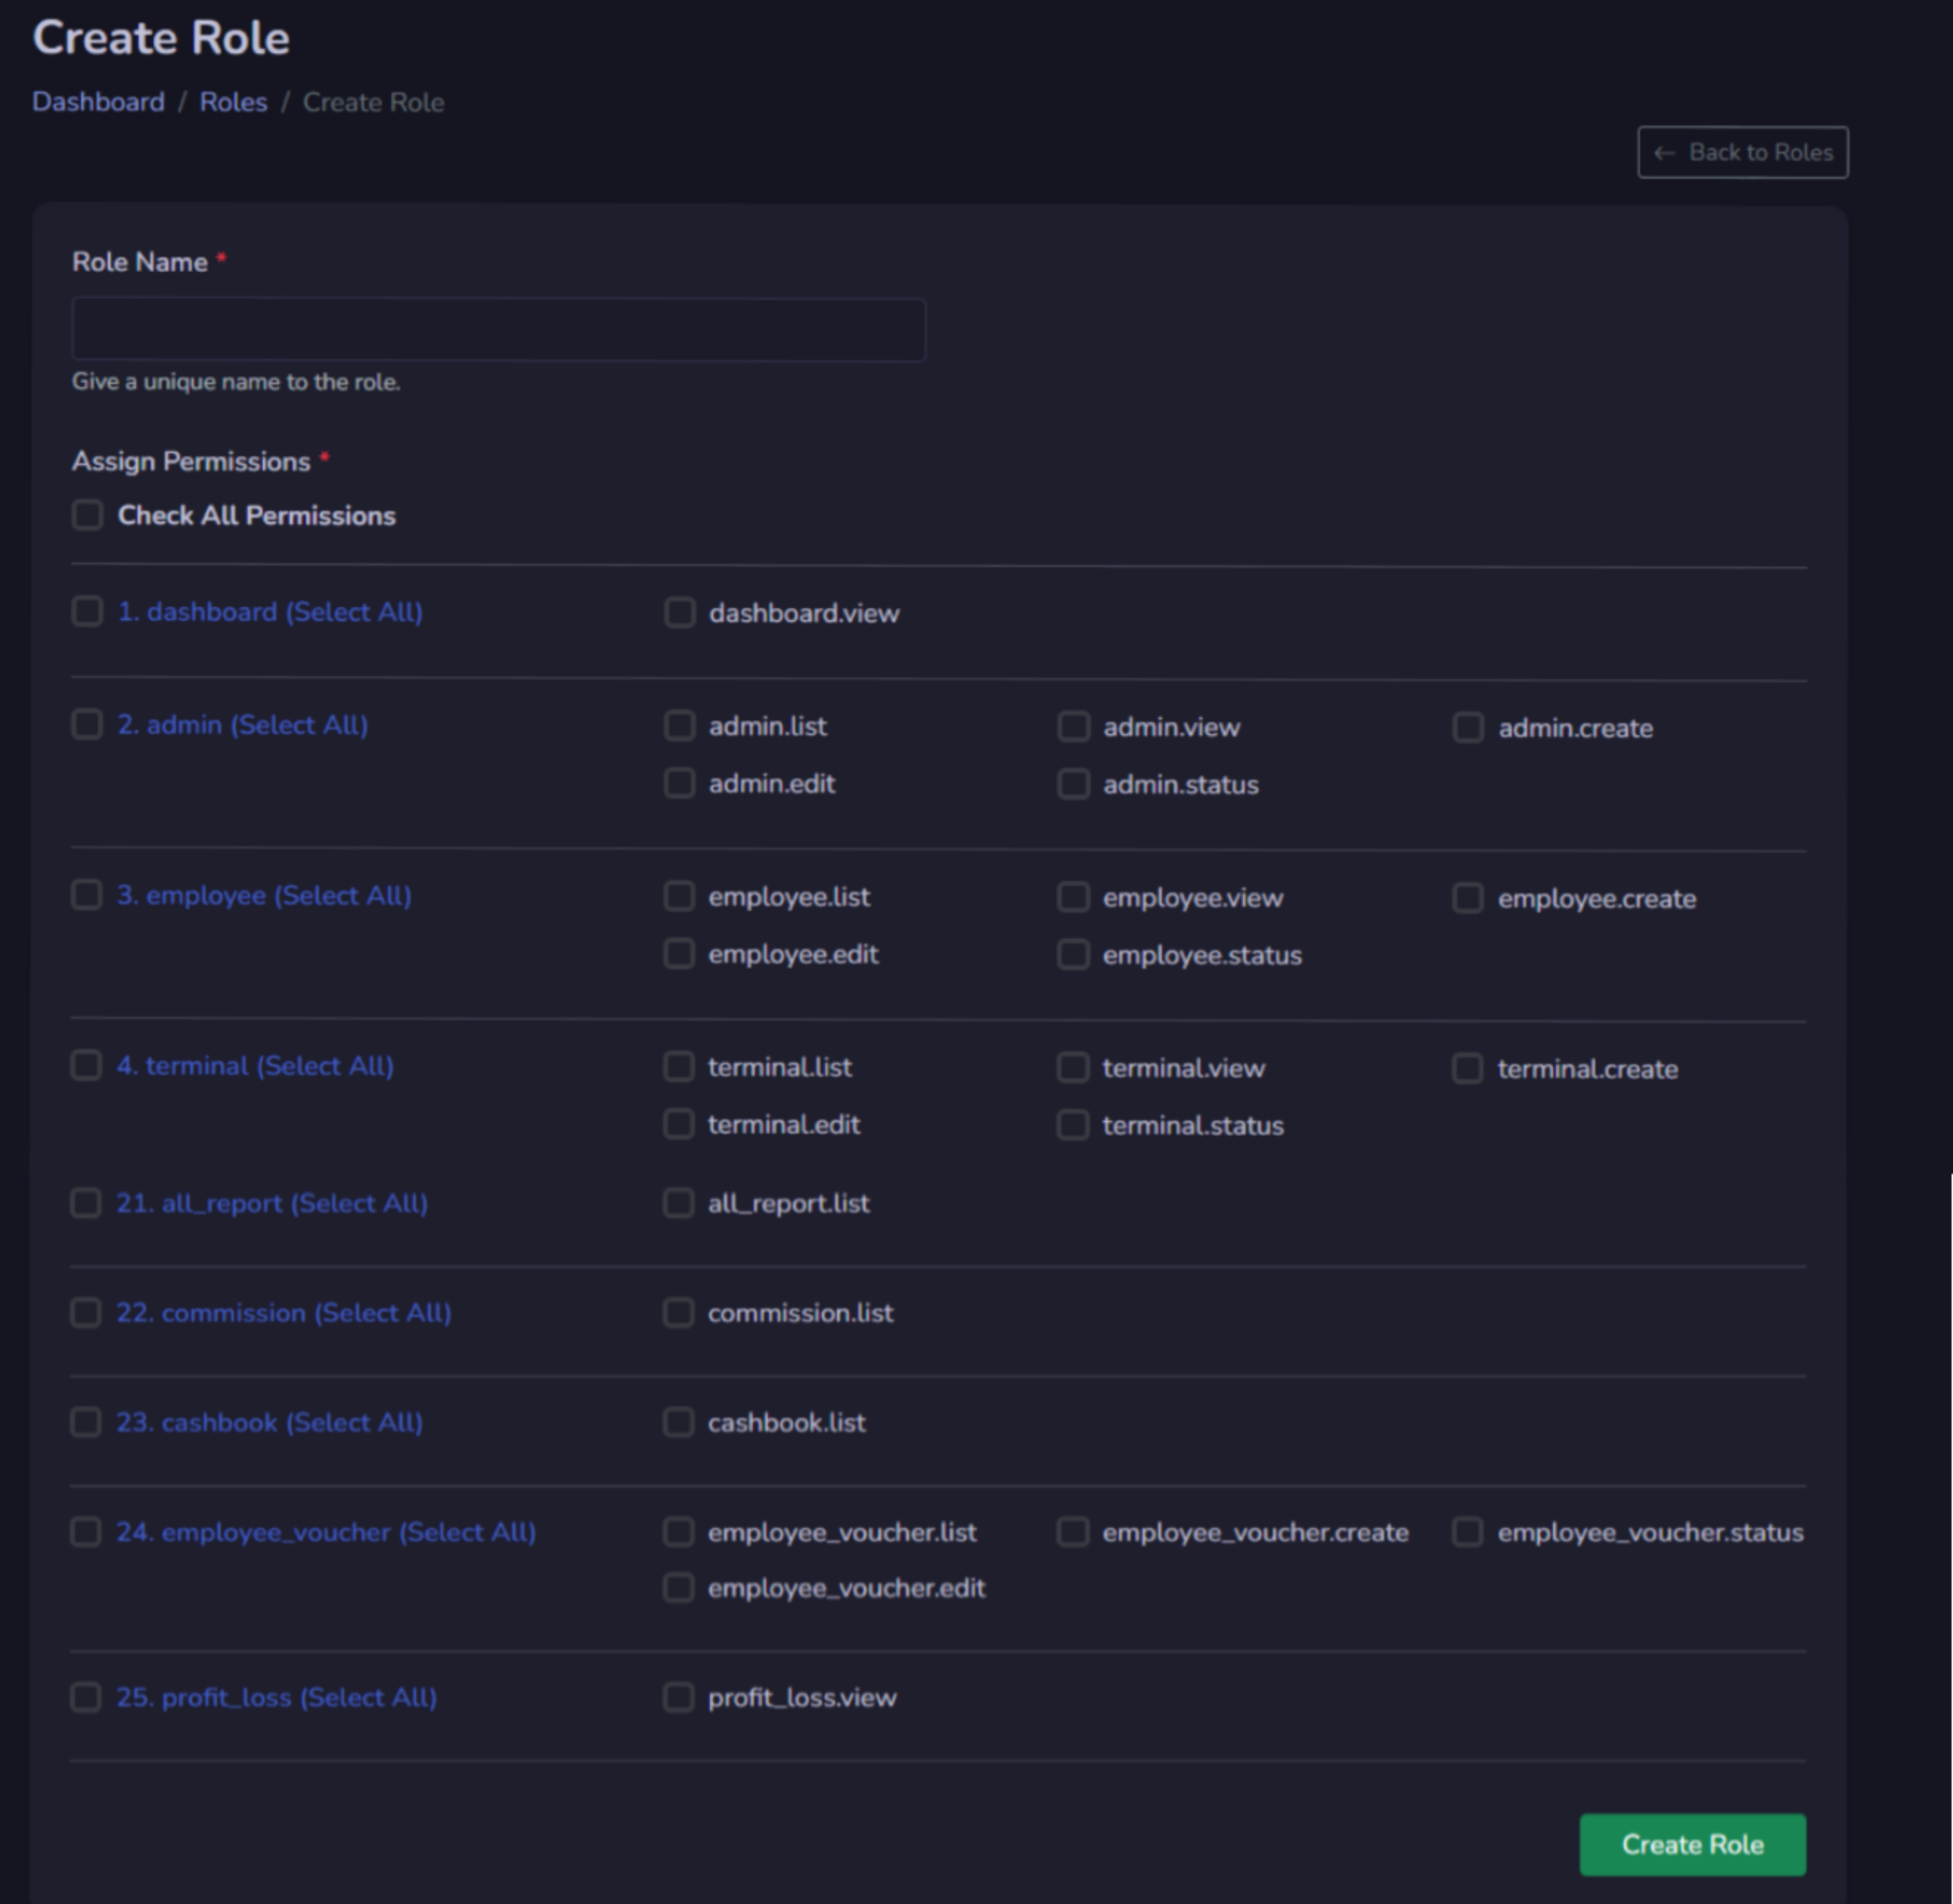 Create Role
Dashboard / Roles / Create Role
← Back to Roles
Role Name *
Give a unique name to the role.
Assign Permissions *
Check All Permissions
1. dashboard (Select All) dashboard.view
2. admin (Select All) admin.list admin.view admin.create
admin.edit admin.status
3. employee (Select All) employee.list employee.view employee.create
employee.edit employee.status
4. terminal (Select All) terminal.list terminal.view terminal.create
terminal.edit terminal.status
21. all_report (Select All) all_report.list
22. commission (Select All) commission.list
23. cashbook (Select All) cashbook.list
24. employee_voucher (Select All) employee_voucher.list employee_voucher.create employee_voucher.status
employee_voucher.edit
25. profit_loss (Select All) profit_loss.view
Create Role